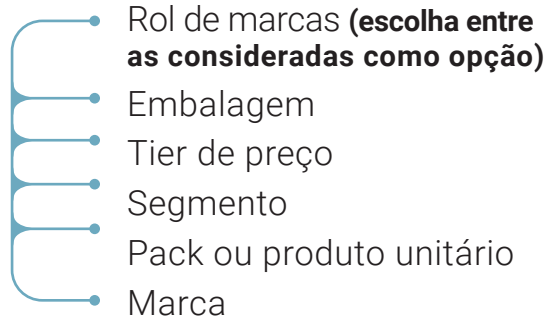 Rol de marcas (escolha entre
as consideradas como opção)
Embalagem
Tier de preço
Segmento
Pack ou produto unitário
Marca